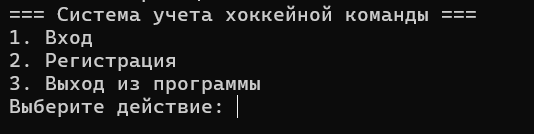 === Система учета хоккейной команды ===
1. Вход
2. Регистрация
3. Выход из программы
Выберите действие: